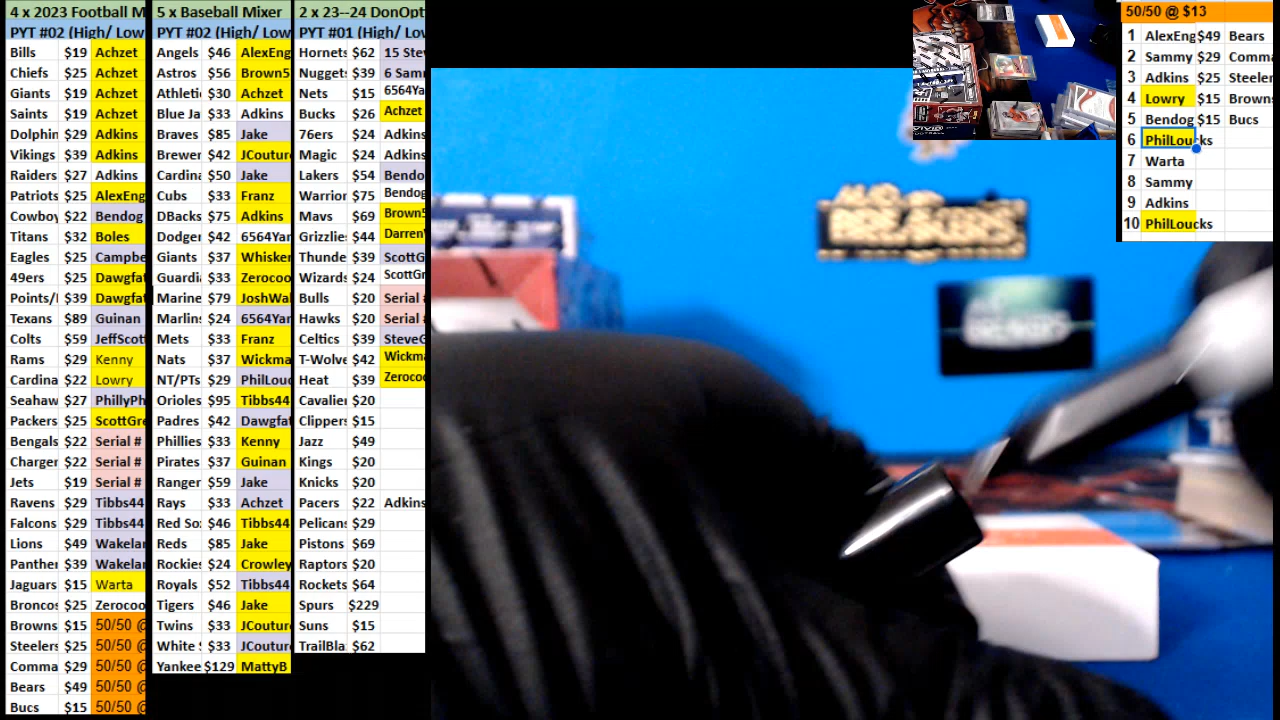 4 x 2023 Football M
PYT #02 (High/ Low
Bills $19 Achzet
Chiefs $25 Achzet
Giants $24 Achzet
Saints $19 Achzet
Dolphin $29 Adkins
Vikings $39 Adkins
Raiders $27 Adkins
Patriots $25 AlexEng
Cowboy $22 Bendog
Titans $32 Boles
Eagles $25 Campbe
49ers $25 Dawgfat
Points/ $39 Dawgfat
Texans $89 Guinan
Colts $59 JeffScott
Rams $29 Kenny
Cardina $22 Lowry
Seahaw $27 PhillyPh
Packers $25 ScottGre
Bengals $22 Serial #
Charger $22 Serial #
Jets $19 Serial #
Ravens $29 Tibbs44
Falcons $29 Tibbs44
Lions $49 Wakelan
Panther $39 Wakelan
Jaguars $15 Warta
Broncos $25 Zerocoo
Browns $15 50/50 @
Steelers $25 50/50 @
Comma $29 50/50 @
Bears $49 50/50 @
Bucs $15 50/50 @
5 x Baseball Mixer
PYT #02 (High/ Low
Angels $46 AlexEng
Astros $56 Brown5
Athleti $30 Achzet
Blue Ja $33 Adkins
Braves $85 Jake
Brewer $42 JCoutur
Cardina $50 Jake
Cubs $33 Franz
DBacks $75 Adkins
Dodge $42 6564Yar
Giants $37 Whisker
Guardi $33 Zerocoo
Marine $79 JoshWal
Marlin $24 6564Yar
Mets $33 Franz
Nats $37 Wickma
NT/PTs $29 PhilLouc
Orioles $95 Tibbs44
Padres $42 Dawgfat
Phillies $33 Kenny
Pirates $37 Guinan
Ranger $59 Jake
Rays $33 Achzet
Red So $46 Tibbs44
Reds $85 Jake
Rockies $24 Crowley
Royals $52 Tibbs44
Tigers $46 Jake
Twins $33 JCoutur
White S $33 JCoutur
Yankee $129 MattyB
2 x 23--24 DonOpt
PYT #01 (High/ Low
Hornets $62 15 Stev
Nuggets $39 6 Samm
Nets $15 6564Ya
Bucks $26 Achzet
76ers $24 Adkins
Magic $24 Adkins
Lakers $54 Bendo
Warrior $75 Bendog
Mavs $69 Brown5
Grizzlie $44 Darren
Thunde $39 ScottG
Wizards $24 ScottGr
Bulls $20 Serial #
Hawks $20 Serial #
Celtics $39 SteveG
T-Wolve $42 Wickma
Heat $39 Zerocoo
Cavalie $20
Clippers $15
Jazz $49
Kings $20
Knicks $20
Pacers $22 Adkins
Pelicans $29
Pistons $69
Raptors $20
Rockets $64
Spurs $229
Suns $15
TrailBla $62
BREAKERS
50/50 @ $13
1 AlexEng $49 Bears
2 Sammy $29 Comma
3 Adkins $25 Steeler
4 Lowry $15 Browns
5 Bendog $15 Bucs
6 PhilLoucks
7 Warta
8 Sammy
9 Adkins
10 PhilLoucks